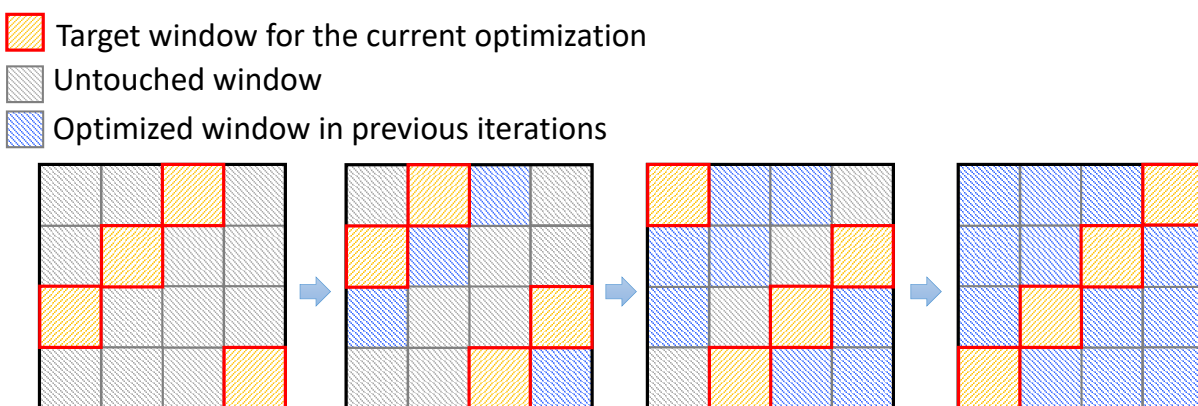 Target window for the current optimization
Untouched window
Optimized window in previous iterations